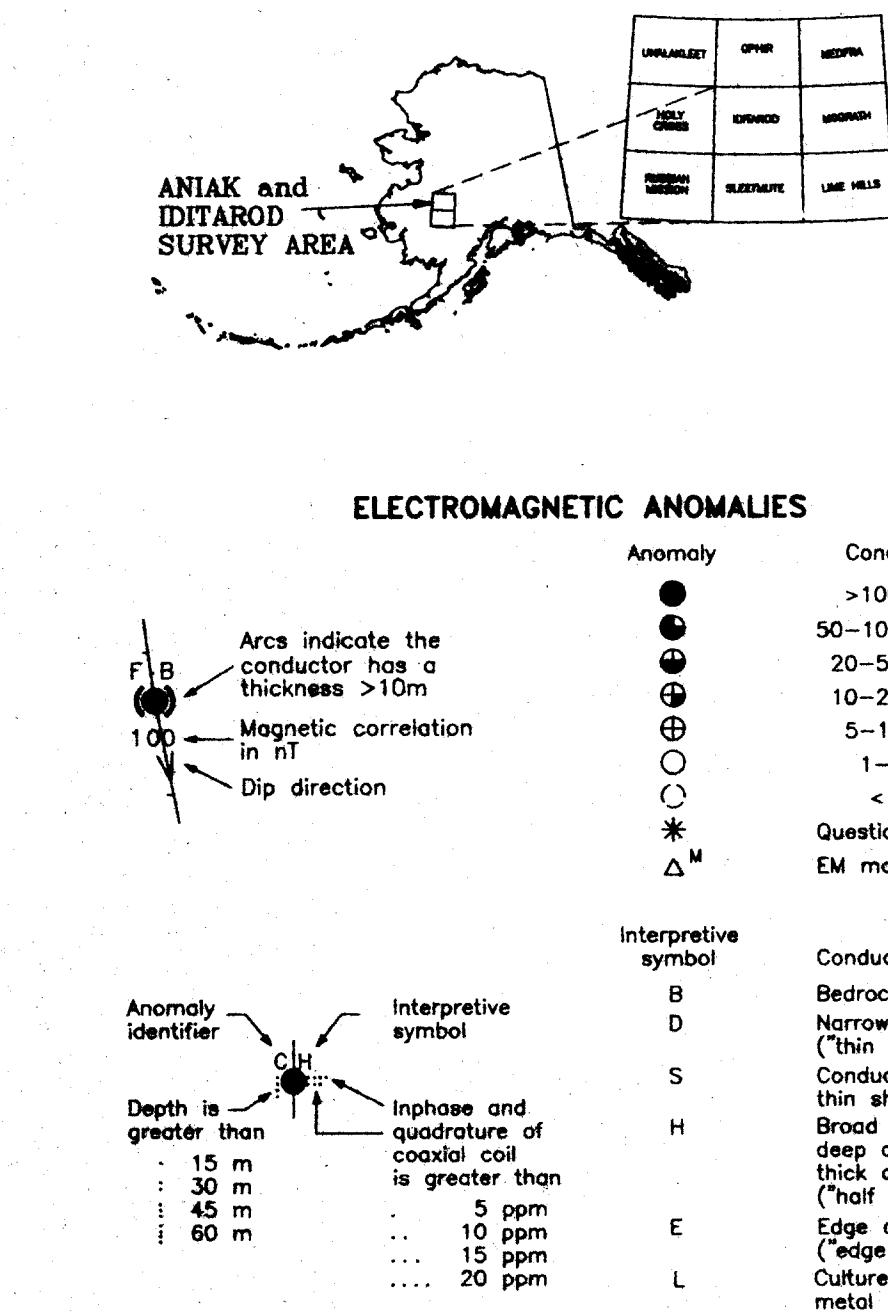 UNALAKLEET OPHIR MEDFRA
HOLY CROSS IDITAROD MCGRATH
RUSSIAN MISSION SLEETMUTE LIME HILLS
ANIAK and
IDITAROD
SURVEY AREA
ELECTROMAGNETIC ANOMALIES
Arcs indicate the
conductor has a
thickness >10m
F B
100
Magnetic correlation
in nT
Dip direction
Anomaly Cond
>10
50-10
20-5
10-2
5-1
1-
<
Questio
M EM ma
Interpretive
symbol Conduc
B Bedroc
D Narrow
("thin
S Conduc
thin sh
H Broad
deep c
thick c
("half
E Edge o
("edge
L Culture
metal
Anomaly
identifier
Interpretive
symbol
C H
Depth is
greater than
. 15 m
: 30 m
⋮ 45 m
⁞ 60 m
Inphase and
quadrature of
coaxial coil
is greater than
. 5 ppm
.. 10 ppm
... 15 ppm
.... 20 ppm